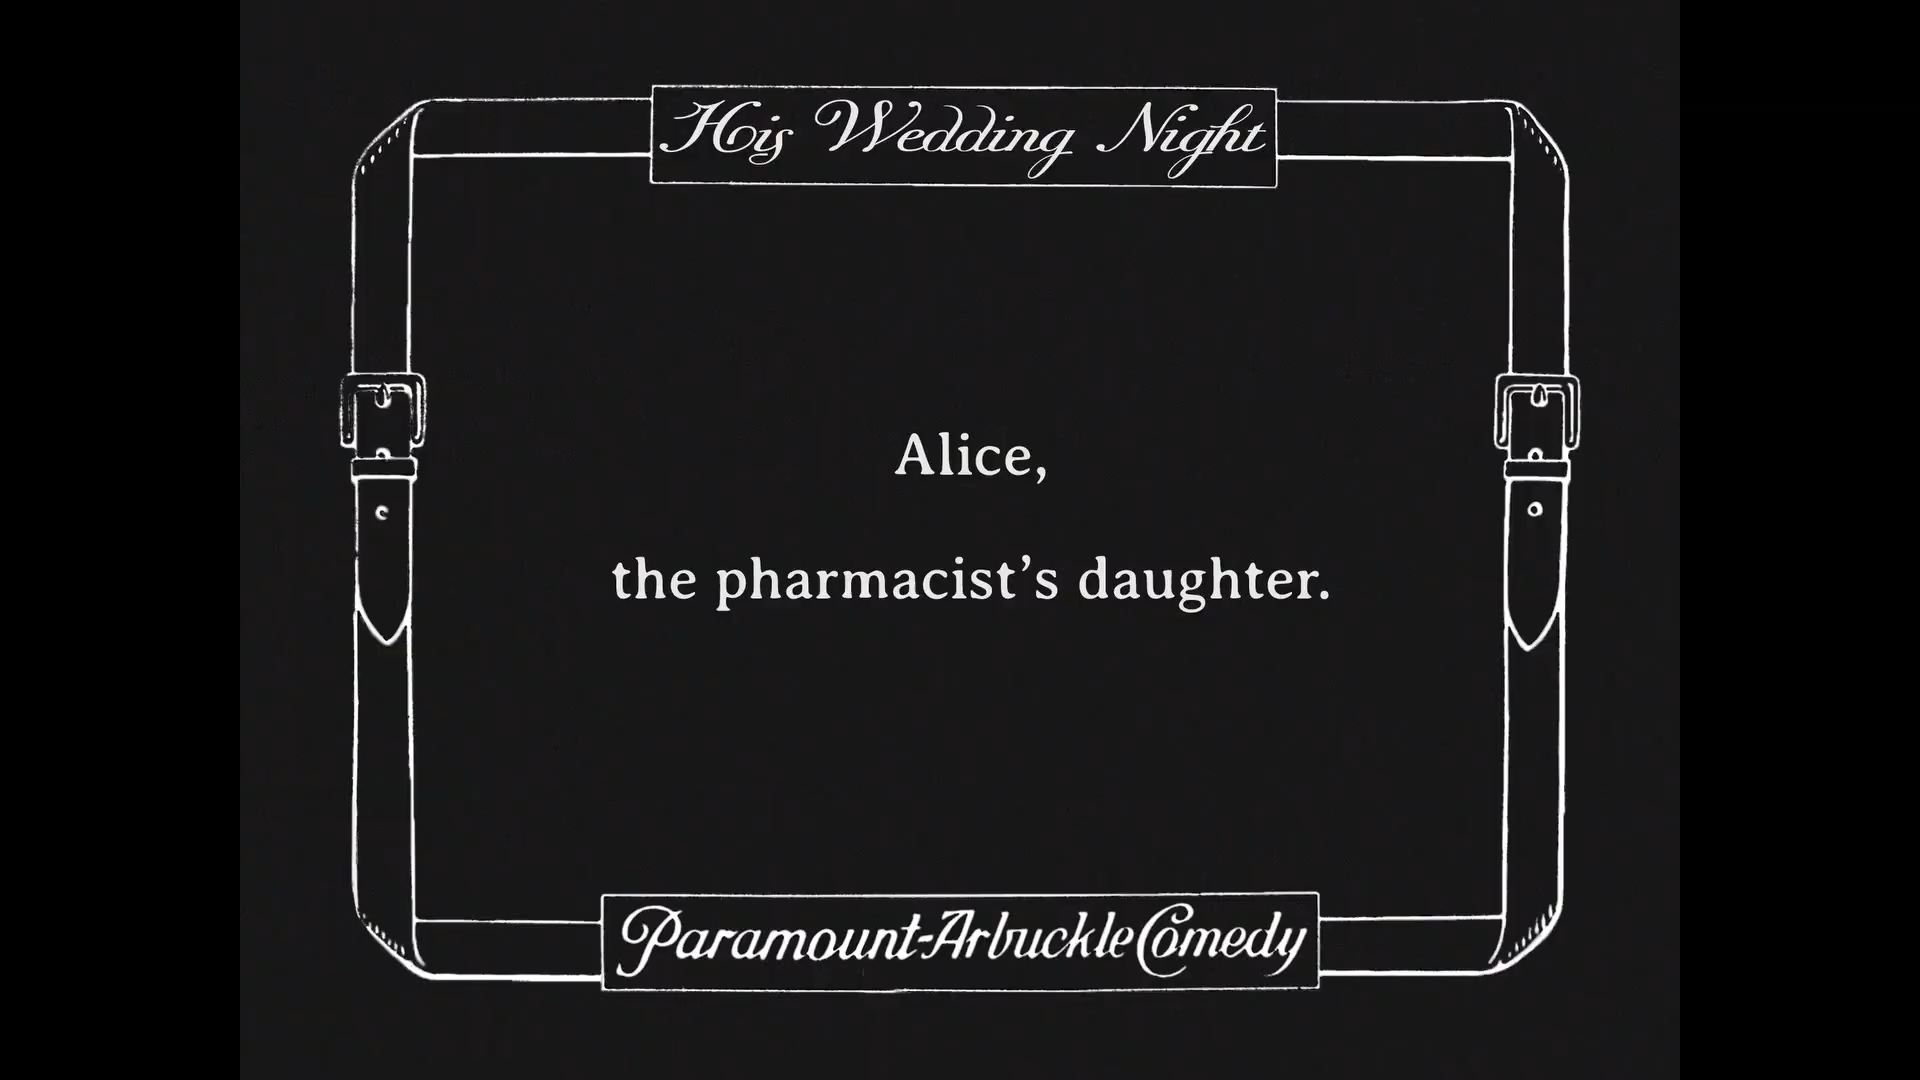 His Wedding Night
Alice,
the pharmacist’s daughter.
Paramount-Arbuckle Comedy